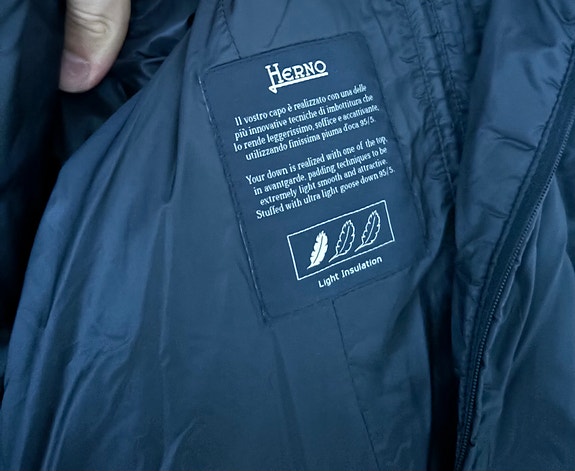 HERNO
Il vostro capo è realizzato con una delle
più innovative tecniche di imbottitura che
lo rende leggerissimo, soffice e accattivante,
utilizzando finissima piuma d'oca 95/5.
Your down is realized with one of the top,
in avantgarde, padding techniques to be
extremely light smooth and attractive.
Stuffed with ultra light goose down 95/5.
Light Insulation